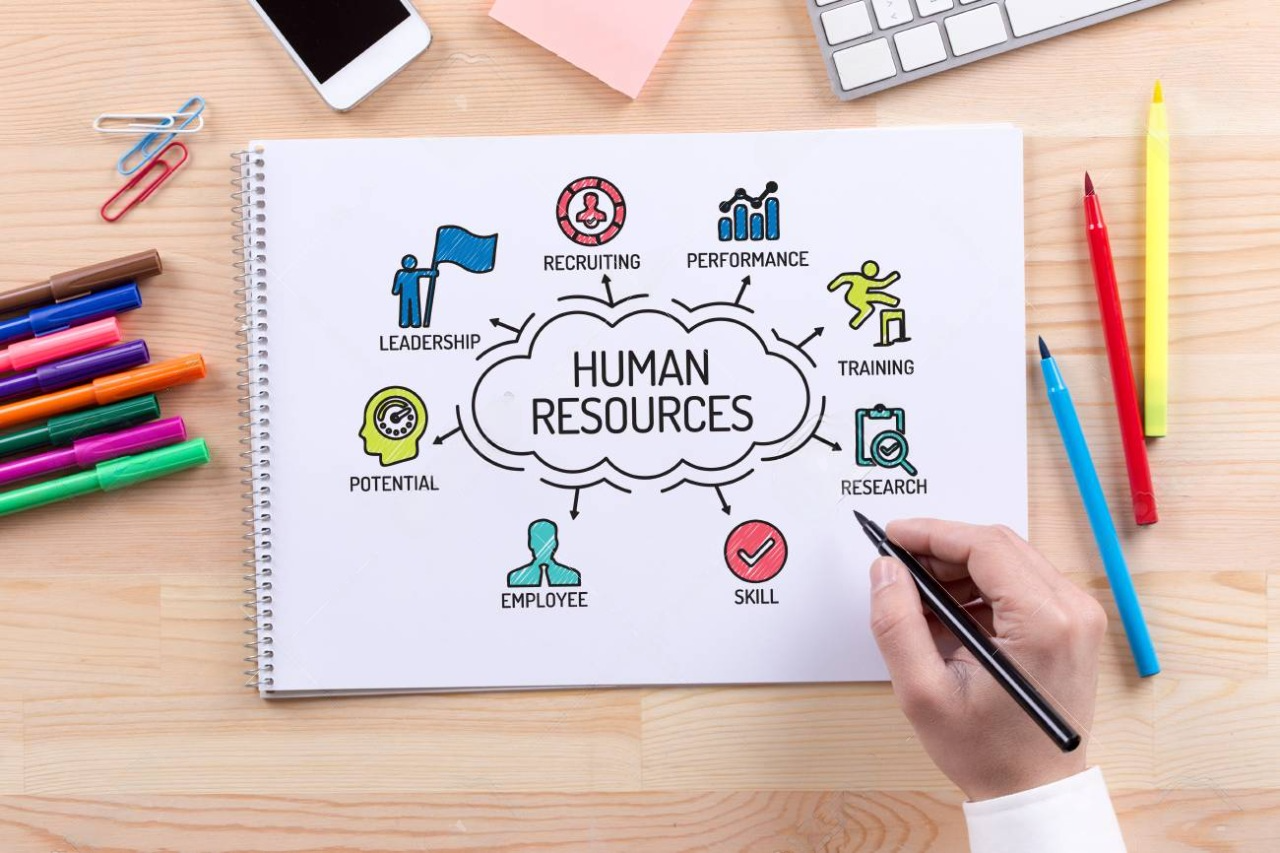 RECRUITING
PERFORMANCE
LEADERSHIP
TRAINING
HUMAN
RESOURCES
POTENTIAL
RESEARCH
EMPLOYEE
SKILL